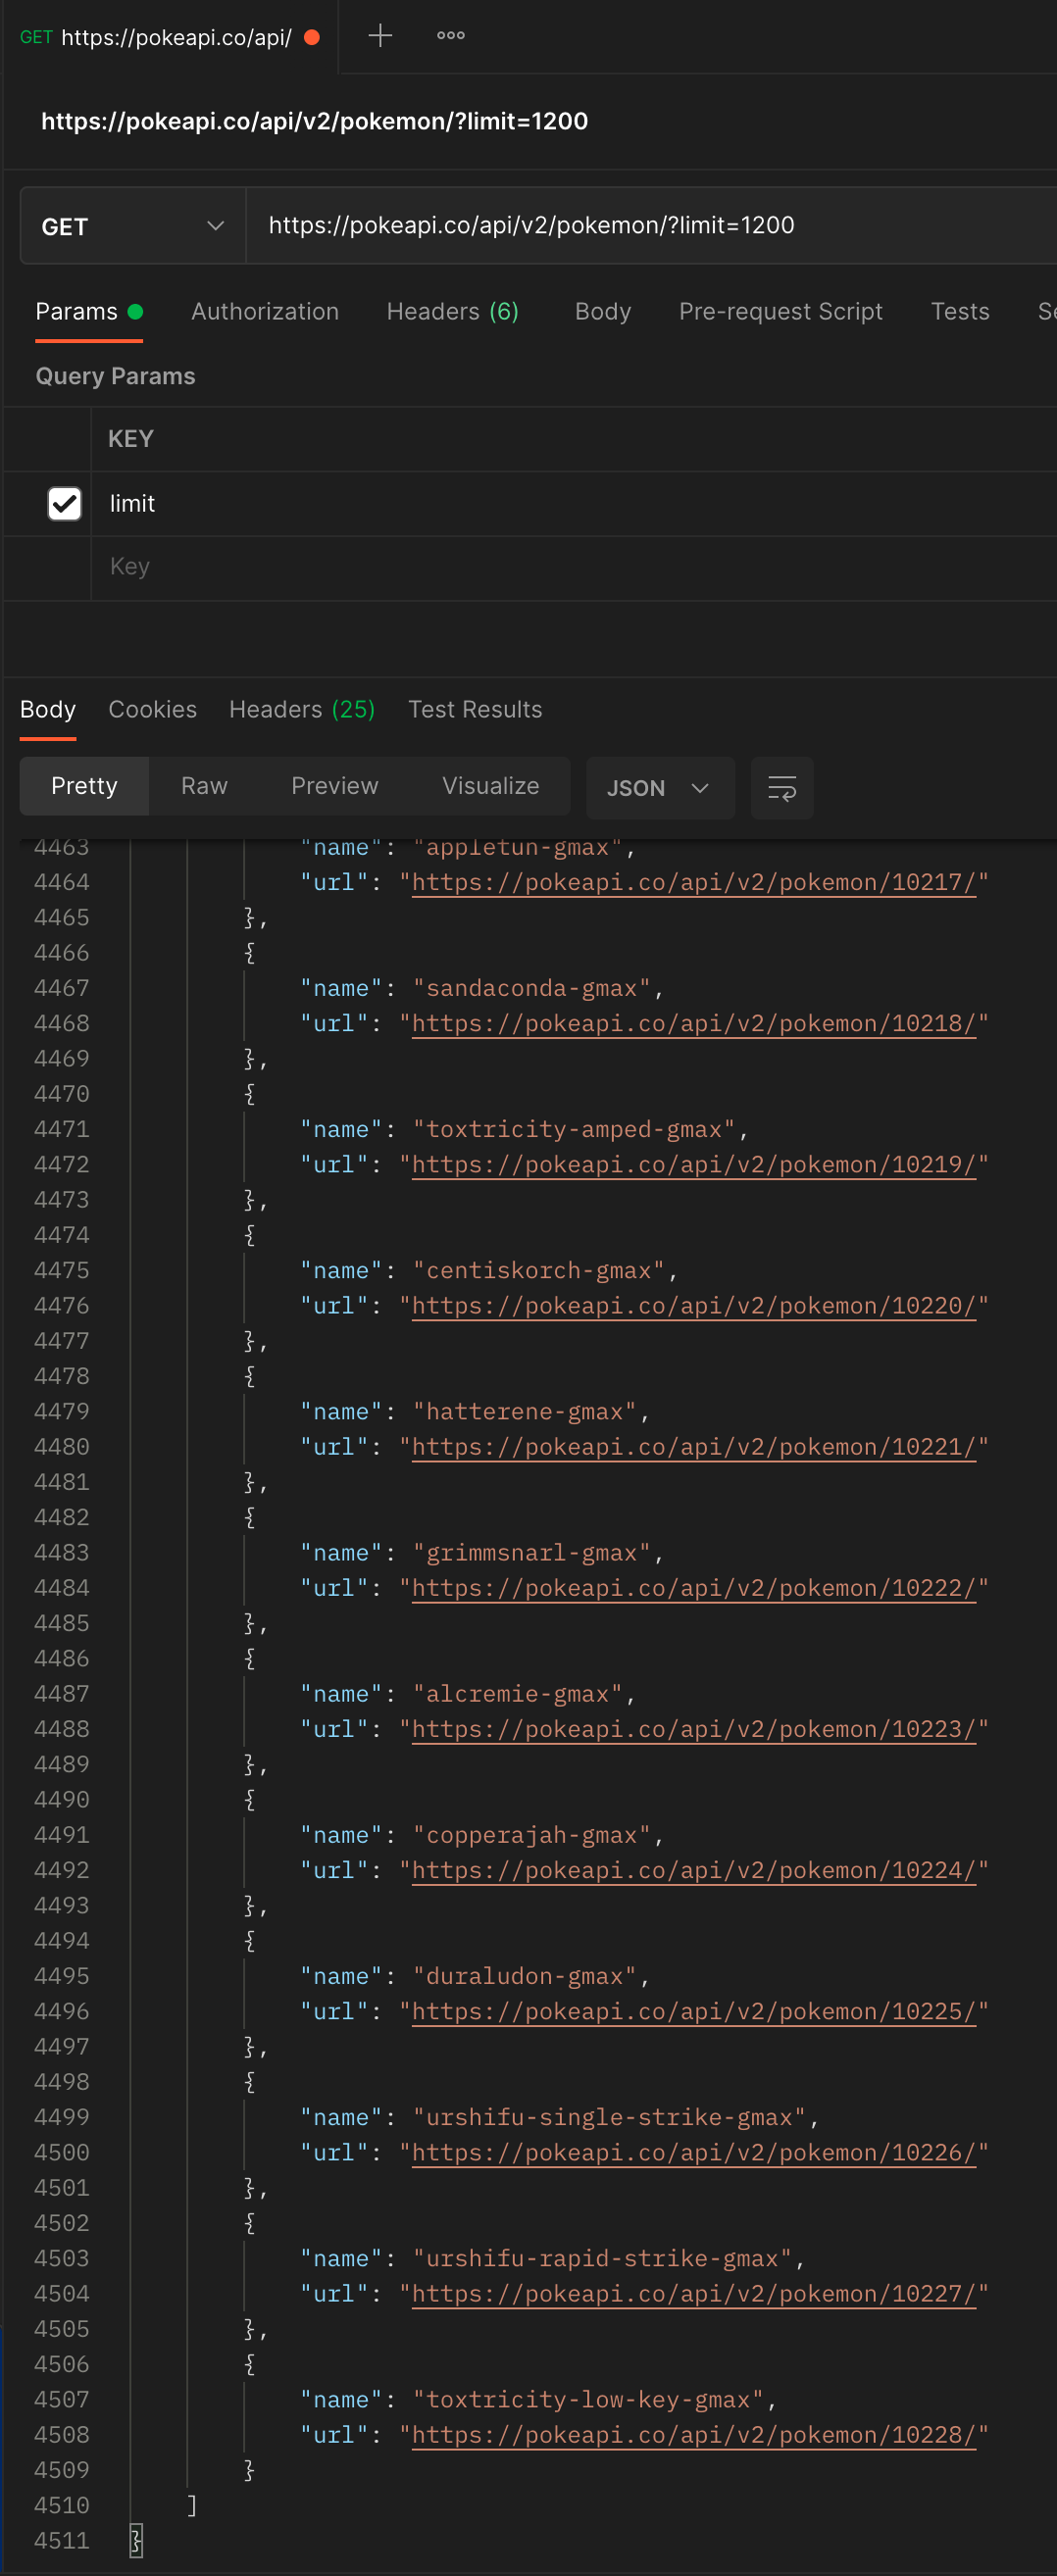 GET https://pokeapi.co/api/
https://pokeapi.co/api/v2/pokemon/?limit=1200
GET https://pokeapi.co/api/v2/pokemon/?limit=1200
Params Authorization Headers (6) Body Pre-request Script Tests Se
Query Params
KEY
limit
Key
Body Cookies Headers (25) Test Results
Pretty Raw Preview Visualize JSON
4463 "name": "appletun-gmax",
4464 "url": "https://pokeapi.co/api/v2/pokemon/10217/"
4465 },
4466 {
4467 "name": "sandaconda-gmax",
4468 "url": "https://pokeapi.co/api/v2/pokemon/10218/"
4469 },
4470 {
4471 "name": "toxtricity-amped-gmax",
4472 "url": "https://pokeapi.co/api/v2/pokemon/10219/"
4473 },
4474 {
4475 "name": "centiskorch-gmax",
4476 "url": "https://pokeapi.co/api/v2/pokemon/10220/"
4477 },
4478 {
4479 "name": "hatterene-gmax",
4480 "url": "https://pokeapi.co/api/v2/pokemon/10221/"
4481 },
4482 {
4483 "name": "grimmsnarl-gmax",
4484 "url": "https://pokeapi.co/api/v2/pokemon/10222/"
4485 },
4486 {
4487 "name": "alcremie-gmax",
4488 "url": "https://pokeapi.co/api/v2/pokemon/10223/"
4489 },
4490 {
4491 "name": "copperajah-gmax",
4492 "url": "https://pokeapi.co/api/v2/pokemon/10224/"
4493 },
4494 {
4495 "name": "duraludon-gmax",
4496 "url": "https://pokeapi.co/api/v2/pokemon/10225/"
4497 },
4498 {
4499 "name": "urshifu-single-strike-gmax",
4500 "url": "https://pokeapi.co/api/v2/pokemon/10226/"
4501 },
4502 {
4503 "name": "urshifu-rapid-strike-gmax",
4504 "url": "https://pokeapi.co/api/v2/pokemon/10227/"
4505 },
4506 {
4507 "name": "toxtricity-low-key-gmax",
4508 "url": "https://pokeapi.co/api/v2/pokemon/10228/"
4509 }
4510 ]
4511 }